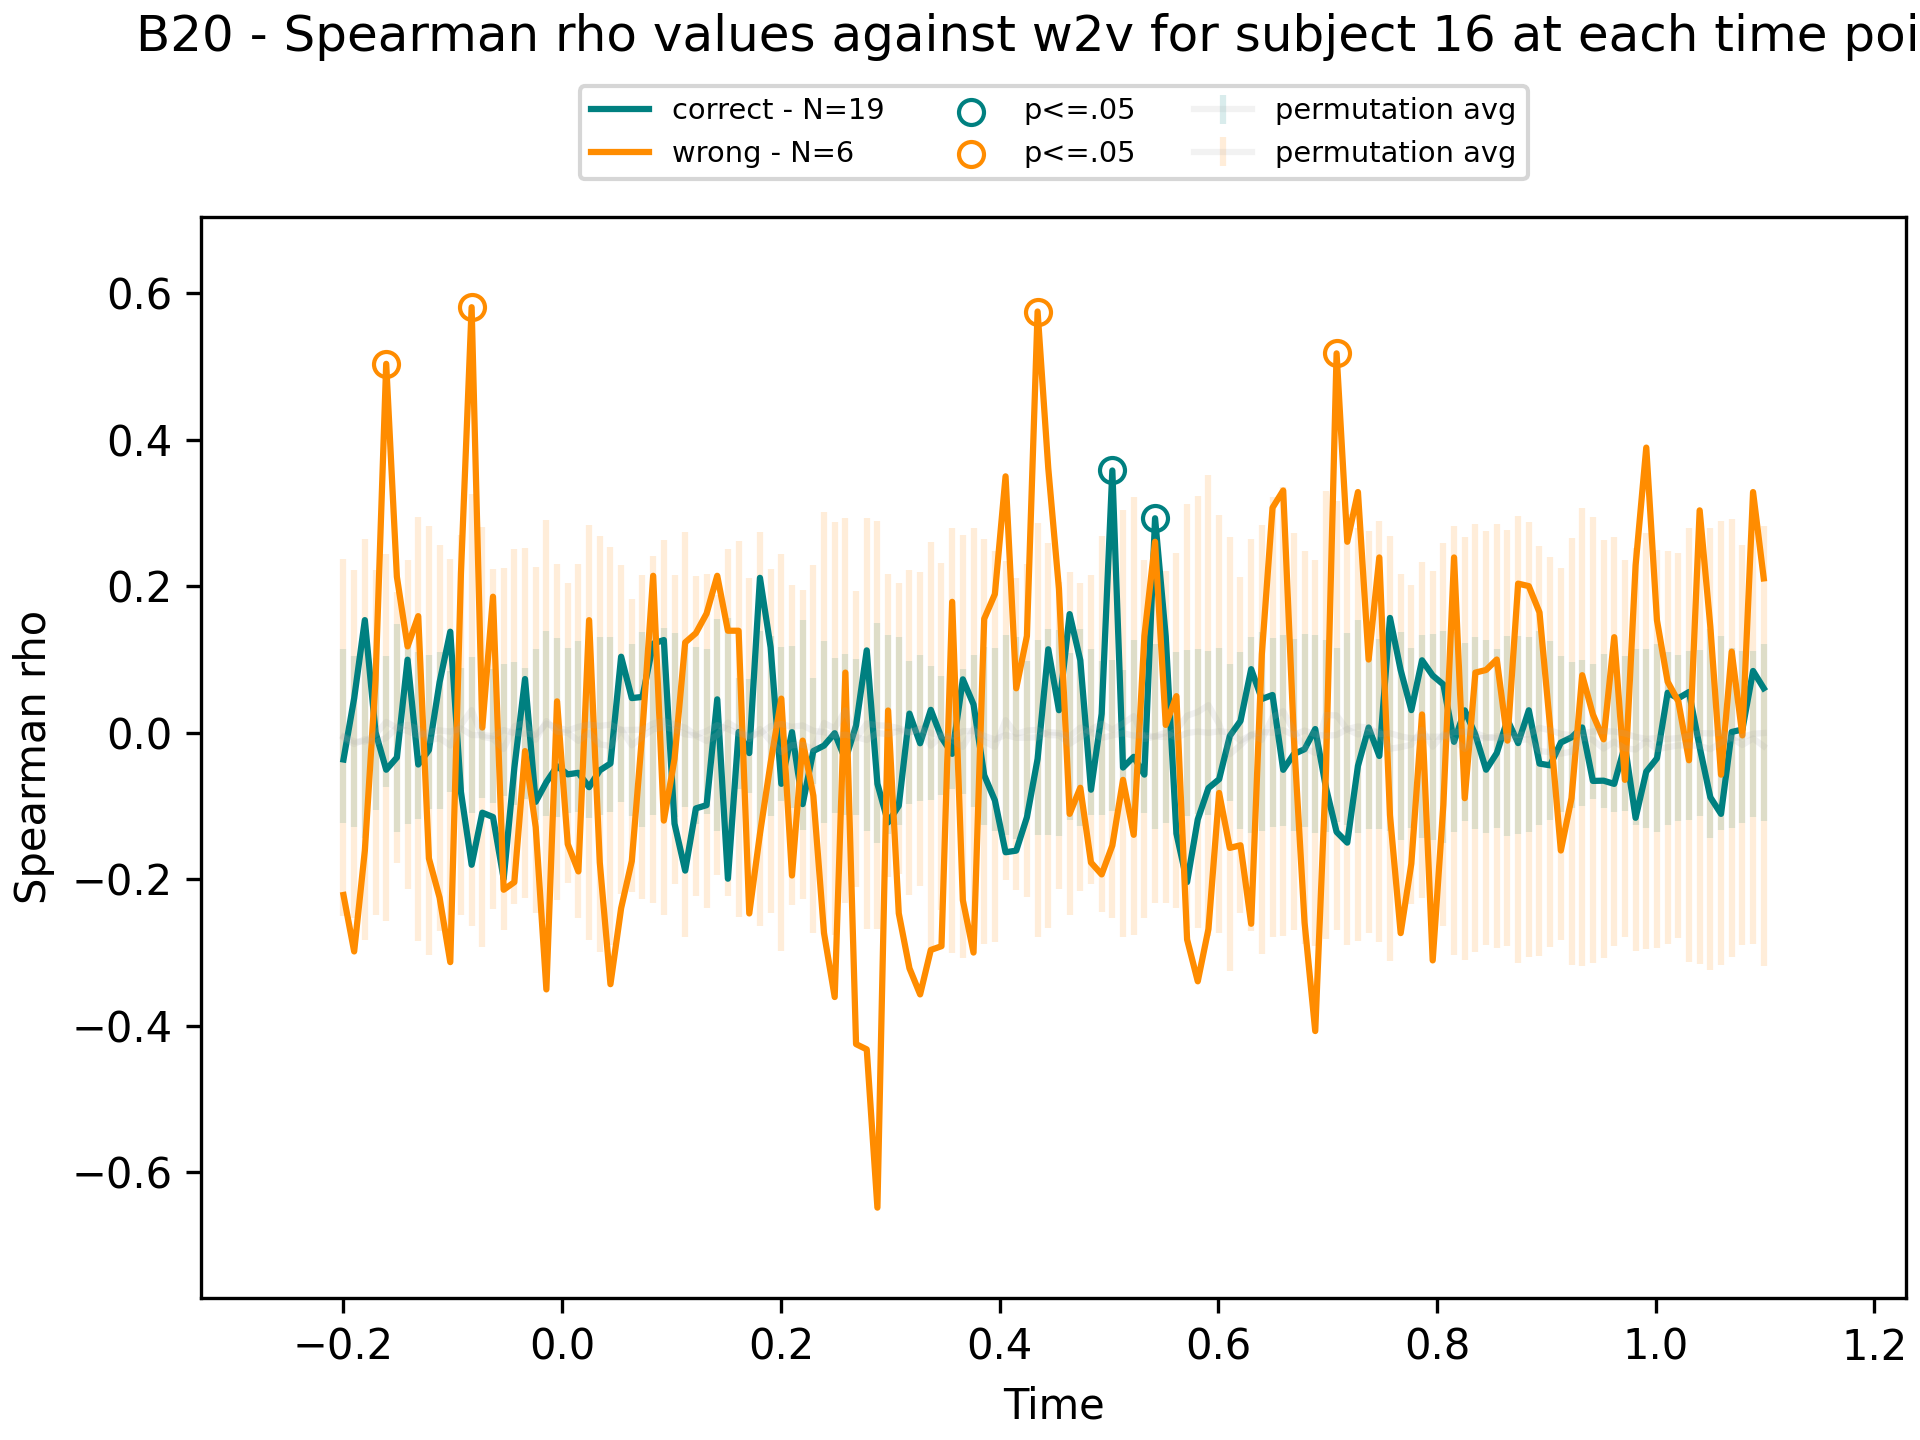 B20 - Spearman rho values against w2v for subject 16 at each time poi
correct - N=19
wrong - N=6
p<=.05
p<=.05
permutation avg
permutation avg
Spearman rho
0.6
0.4
0.2
0.0
−0.2
−0.4
−0.6
−0.2
0.0
0.2
0.4
0.6
0.8
1.0
1.2
Time